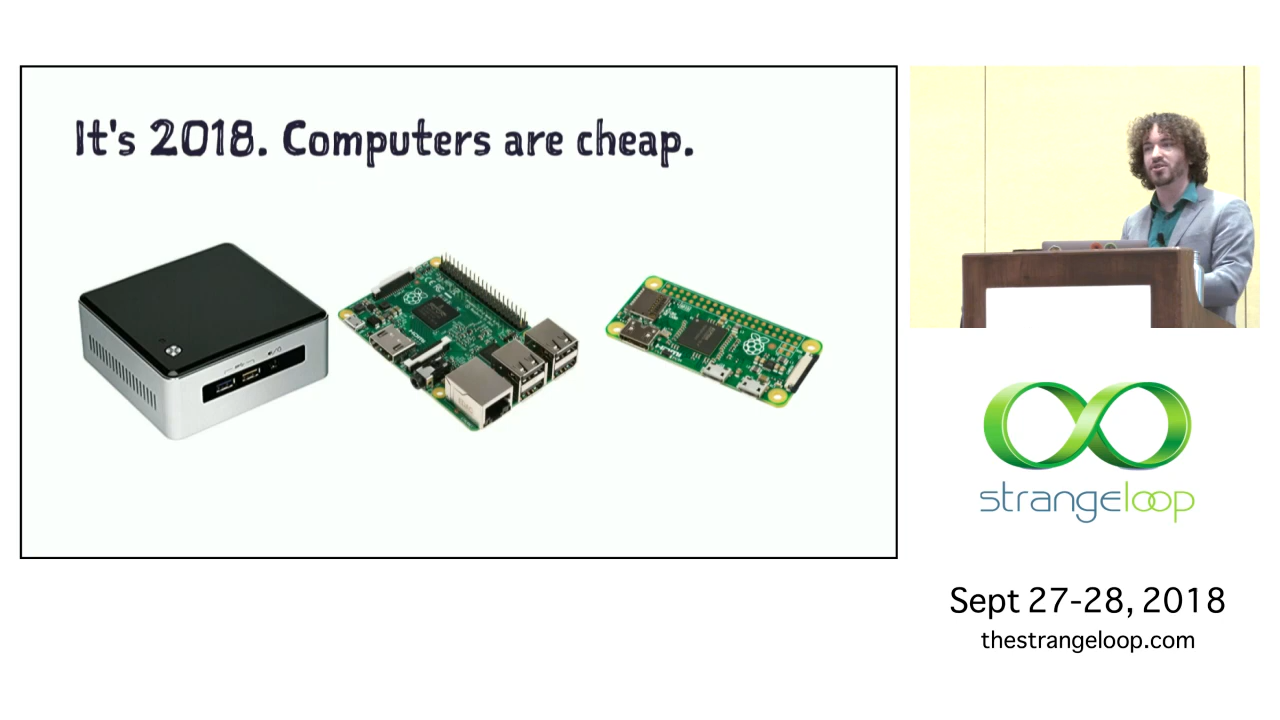 It's 2018. Computers are cheap.
strangeloop
Sept 27-28, 2018
thestrangeloop.com